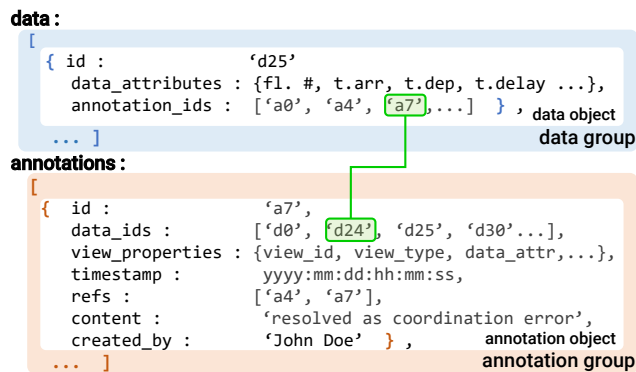 data :
[
{ id : ‘d25’
data_attributes : {fl. #, t.arr, t.dep, t.delay ...},
annotation_ids : [‘a0’, ‘a4’, ‘a7’,...] } ,
data object
... ]
data group
annotations :
[
{ id : ‘a7’,
data_ids : [‘d0’, ‘d24’, ‘d25’, ‘d30’...],
view_properties : {view_id, view_type, data_attr,...},
timestamp : yyyy:mm:dd:hh:mm:ss,
refs : [‘a4’, ‘a7’],
content : ‘resolved as coordination error’,
created_by : ‘John Doe’ } ,
annotation object
... ]
annotation group